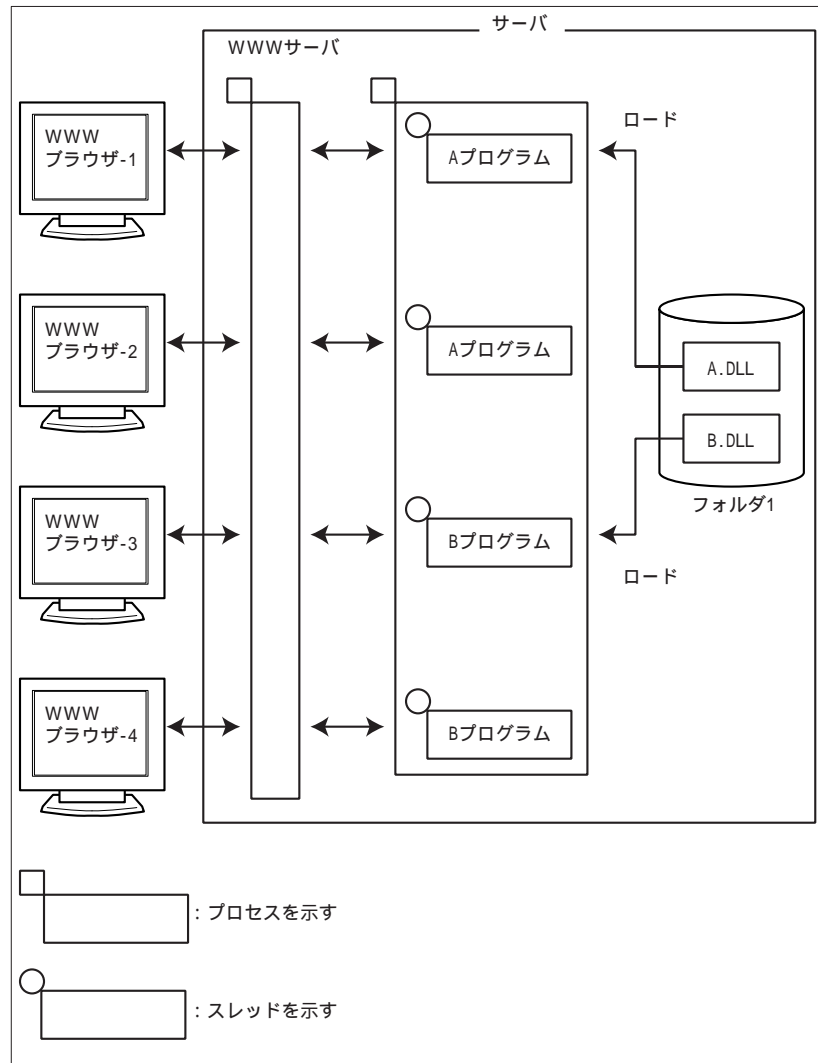 サーバ
WWWサーバ
WWW
ブラウザ-1
Aプログラム
ロード
WWW
ブラウザ-2
Aプログラム
A.DLL
B.DLL
フォルダ1
WWW
ブラウザ-3
Bプログラム
ロード
WWW
ブラウザ-4
Bプログラム
：プロセスを示す
：スレッドを示す